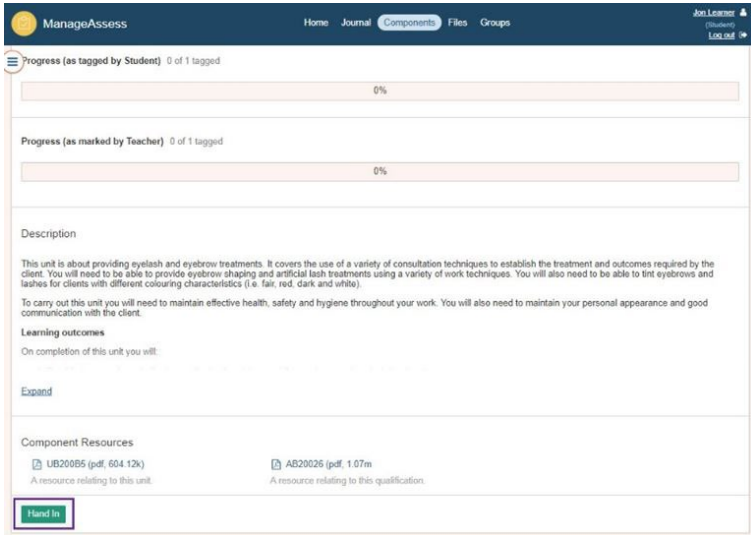 ManageAssess
Home Journal Components Files Groups
Jon Learner
(Student)
Log out
Progress (as tagged by Student) 0 of 1 tagged
0%
Progress (as marked by Teacher) 0 of 1 tagged
0%
Description
This unit is about providing eyelash and eyebrow treatments. It covers the use of a variety of consultation techniques to establish the treatment and outcomes required by the
client. You will need to be able to provide eyebrow shaping and artificial lash treatments using a variety of work techniques. You will also need to be able to tint eyebrows and
lashes for clients with different colouring characteristics (i.e. fair, red, dark and white).
To carry out this unit you will need to maintain effective health, safety and hygiene throughout your work. You will also need to maintain your personal appearance and good
communication with the client.
Learning outcomes
On completion of this unit you will:
Expand
Component Resources
UB200B5 (pdf, 604.12k) AB20026 (pdf, 1.07m
A resource relating to this unit. A resource relating to this qualification.
Hand In